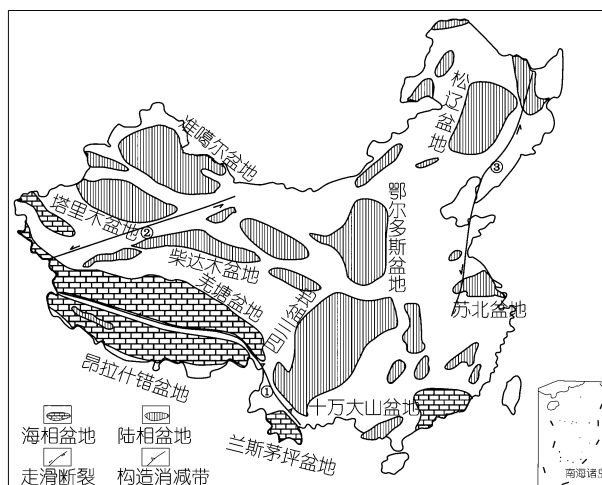 松辽盆地
准噶尔盆地
③
鄂尔多斯盆地
塔里木盆地
②
柴达木盆地
羌塘盆地
四川盆地
苏北盆地
昂拉什错盆地
①
十万大山盆地
兰斯茅坪盆地
海相盆地
陆相盆地
走滑断裂
构造消减带
南海诸岛